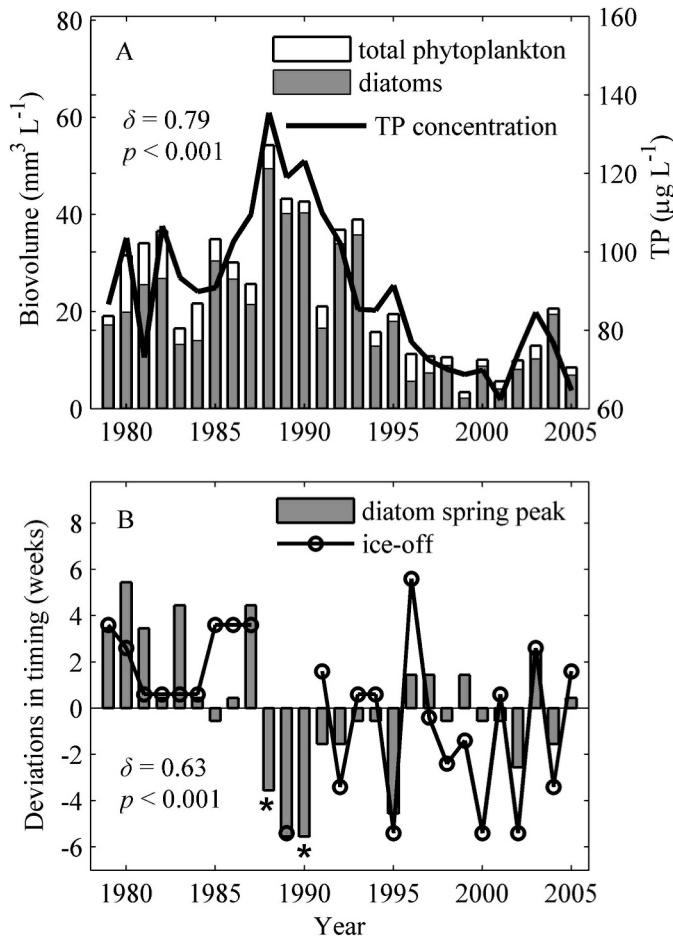 80
60
40
20
0
Biovolume (mm³ L⁻¹)
A
total phytoplankton
diatoms
TP concentration
δ = 0.79
p < 0.001
160
140
120
100
80
60
TP (µg L⁻¹)
1980 1985 1990 1995 2000 2005
B
diatom spring peak
ice-off
8
6
4
2
0
-2
-4
-6
Deviations in timing (weeks)
δ = 0.63
p < 0.001
* *
1980 1985 1990 1995 2000 2005
Year